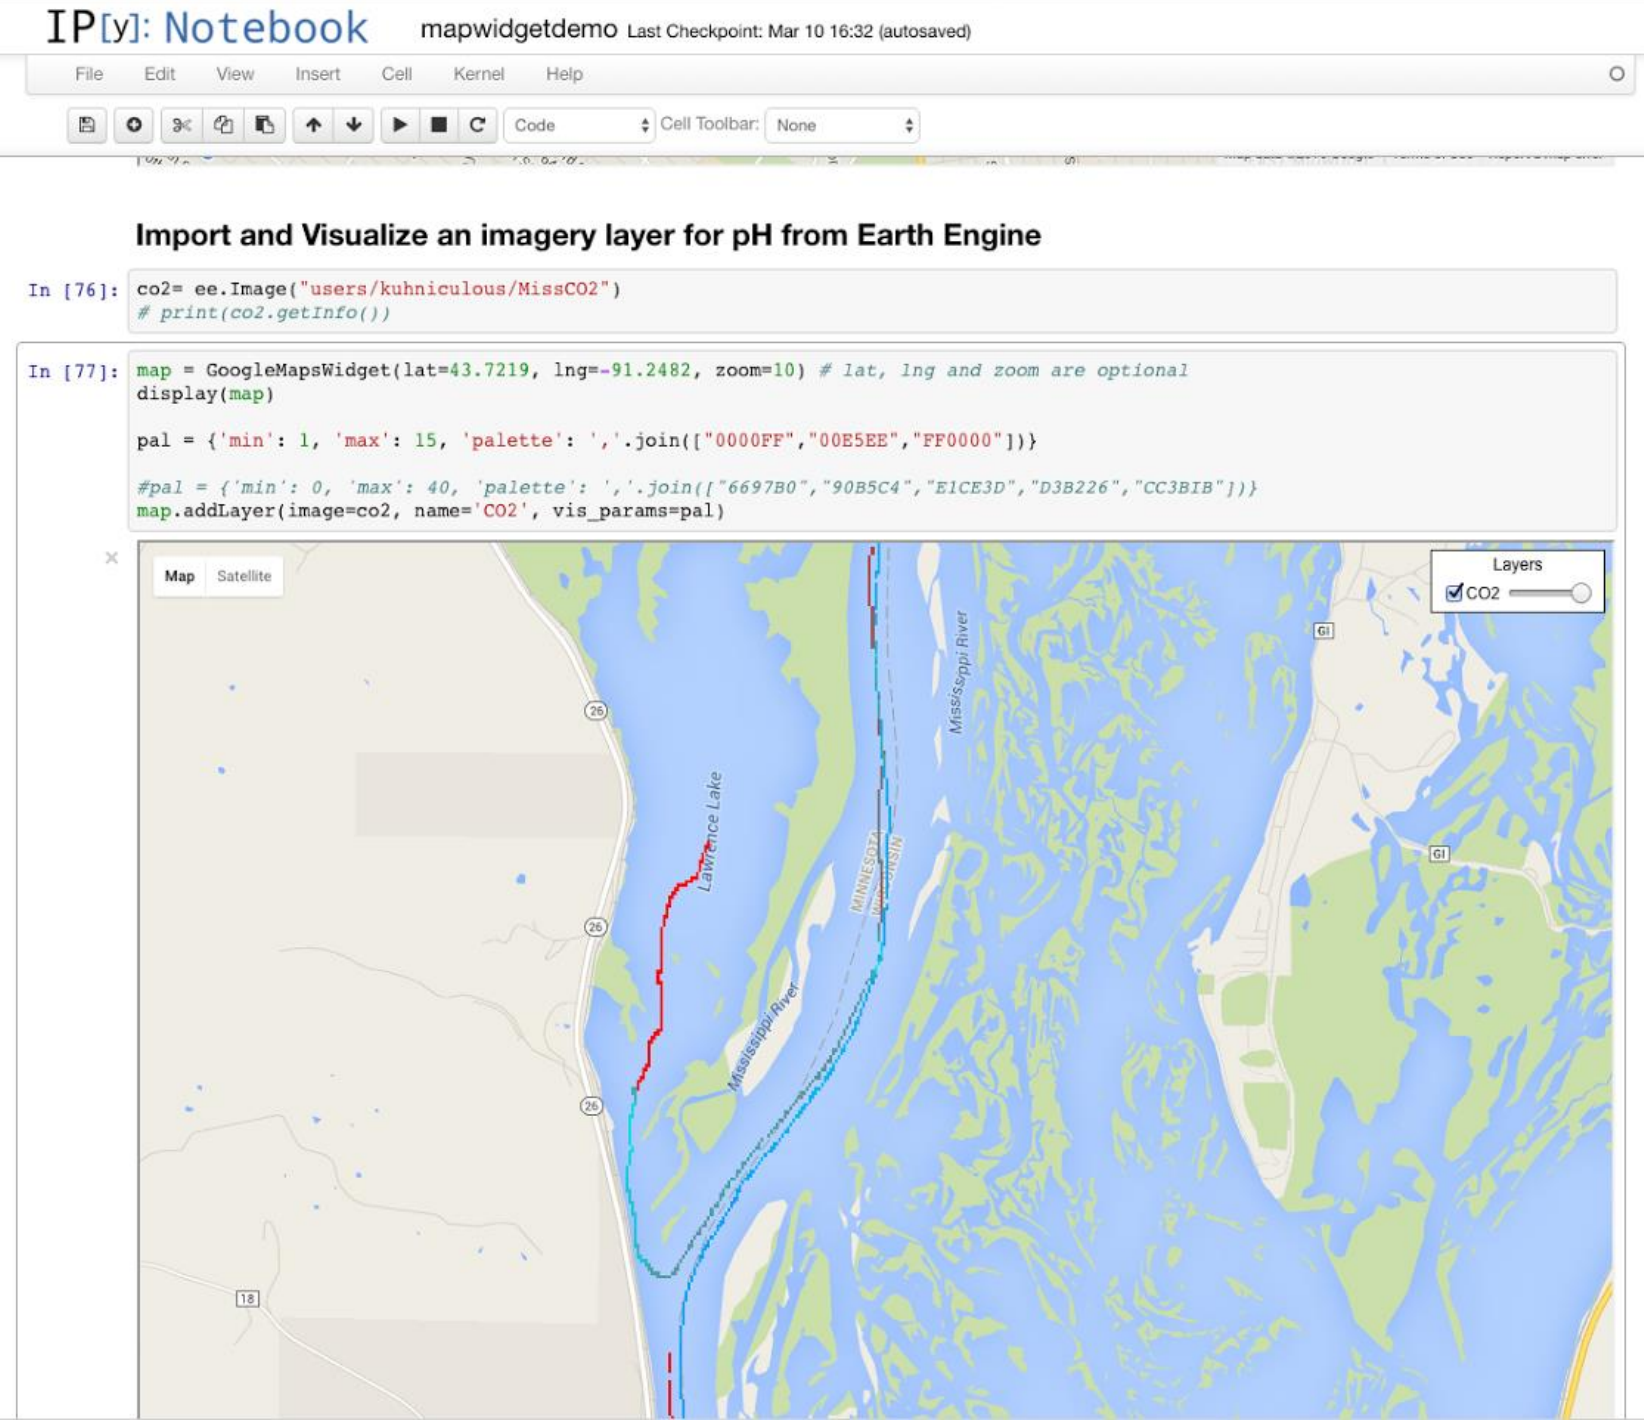 IP[y]: Notebook mapwidgetdemo Last Checkpoint: Mar 10 16:32 (autosaved)
File Edit View Insert Cell Kernel Help
Code Cell Toolbar: None
Import and Visualize an imagery layer for pH from Earth Engine
In [76]: co2= ee.Image("users/kuhniculous/MissCO2")
# print(co2.getInfo())
In [77]: map = GoogleMapsWidget(lat=43.7219, lng=-91.2482, zoom=10) # lat, lng and zoom are optional
display(map)
pal = {'min': 1, 'max': 15, 'palette': ','.join(["0000FF","00E5EE","FF0000"])}
#pal = {'min': 0, 'max': 40, 'palette': ','.join(["6697B0","90B5C4","E1CE3D","D3B226","CC3B1B"])}
map.addLayer(image=co2, name='CO2', vis_params=pal)
Map Satellite
Layers
CO2
GI
Mississippi River
26
Lawrence Lake
MINNESOTA
GI
26
Mississippi River
26
18